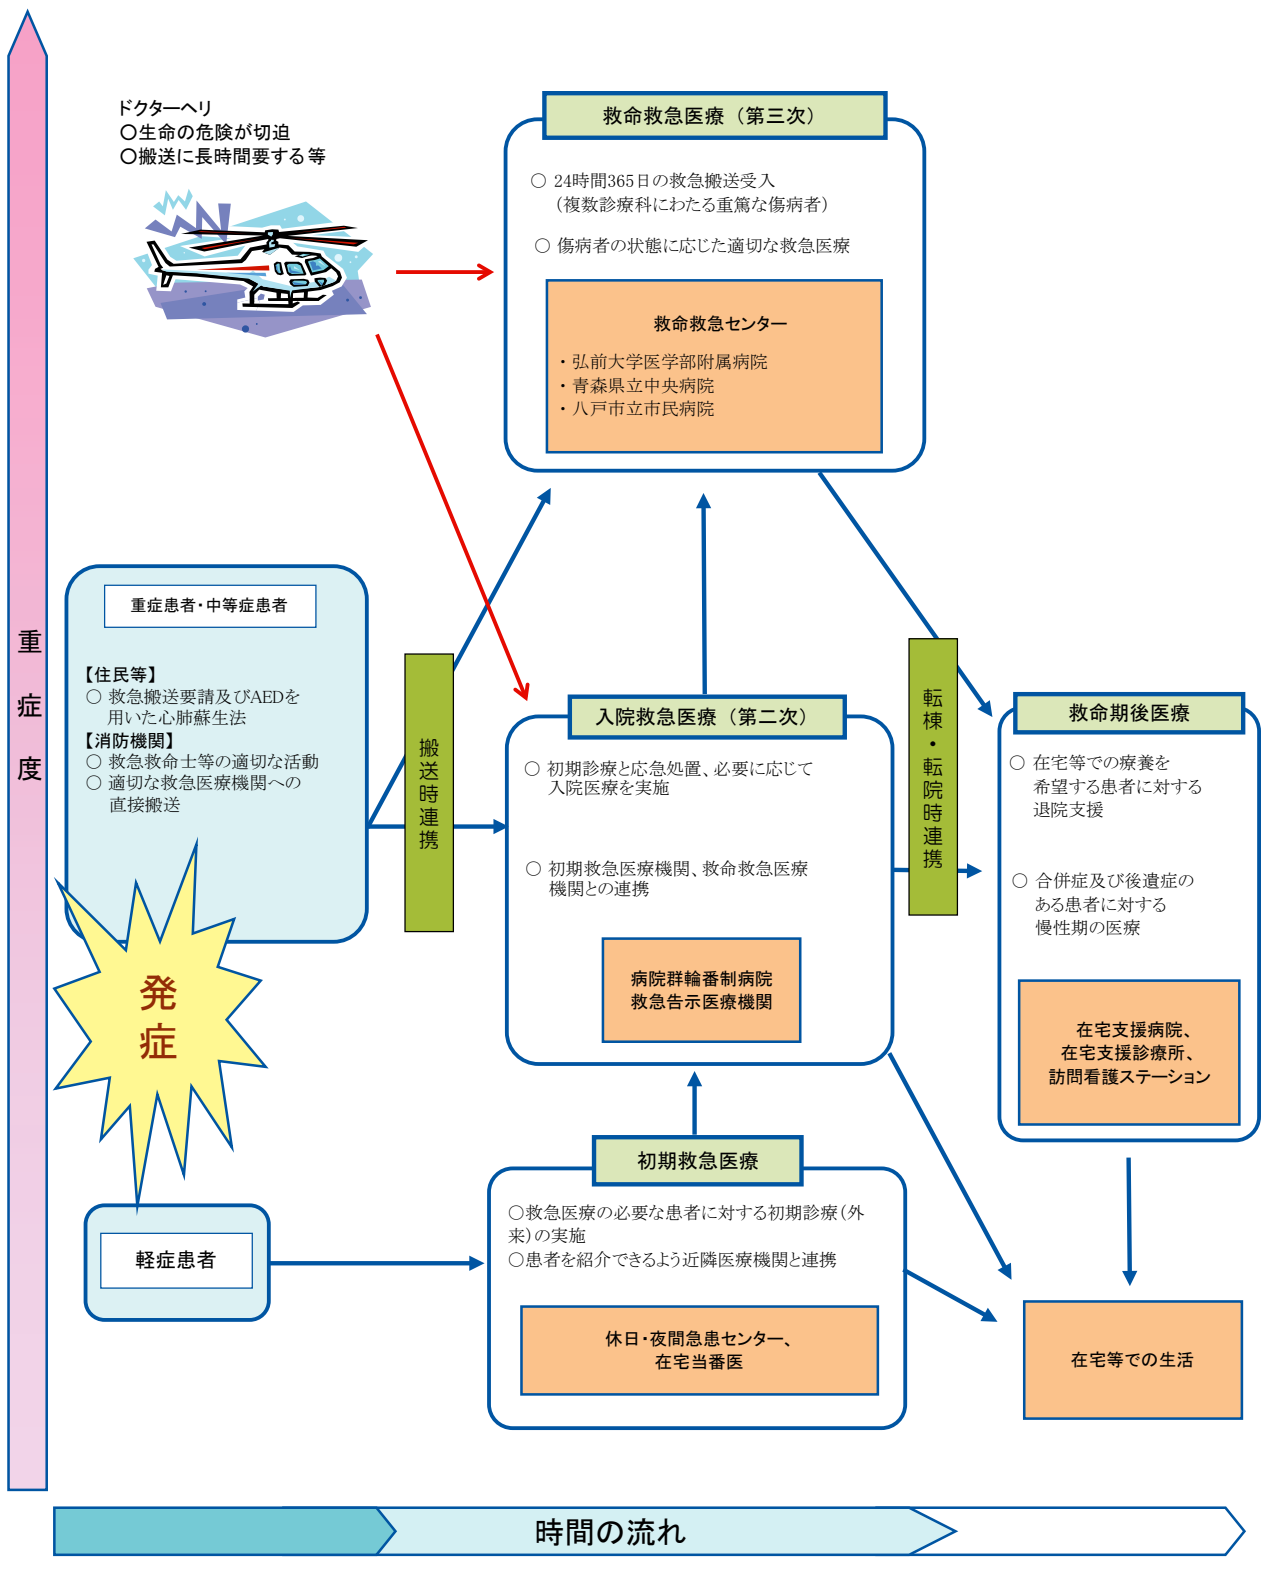 ドクターヘリ
〇生命の危険が切迫
〇搬送に長時間要する等
救命救急医療（第三次）
○ 24時間365日の救急搬送受入
（複数診療科にわたる重篤な傷病者）
○ 傷病者の状態に応じた適切な救急医療
救命救急センター
・弘前大学医学部附属病院
・青森県立中央病院
・八戸市立市民病院
重症度
重症患者・中等症患者
【住民等】
○ 救急搬送要請及びAEDを
用いた心肺蘇生法
【消防機関】
○ 救急救命士等の適切な活動
○ 適切な救急医療機関への
直接搬送
搬送時連携
入院救急医療（第二次）
○ 初期診療と応急処置、必要に応じて
入院医療を実施
○ 初期救急医療機関、救命救急医療
機関との連携
病院群輪番制病院
救急告示医療機関
転棟・転院時連携
救命期後医療
○ 在宅等での療養を
希望する患者に対する
退院支援
○ 合併症及び後遺症の
ある患者に対する
慢性期の医療
在宅支援病院、
在宅支援診療所、
訪問看護ステーション
発症
初期救急医療
○救急医療の必要な患者に対する初期診療（外
来）の実施
○患者を紹介できるよう近隣医療機関と連携
休日・夜間急患センター、
在宅当番医
軽症患者
在宅等での生活
時間の流れ